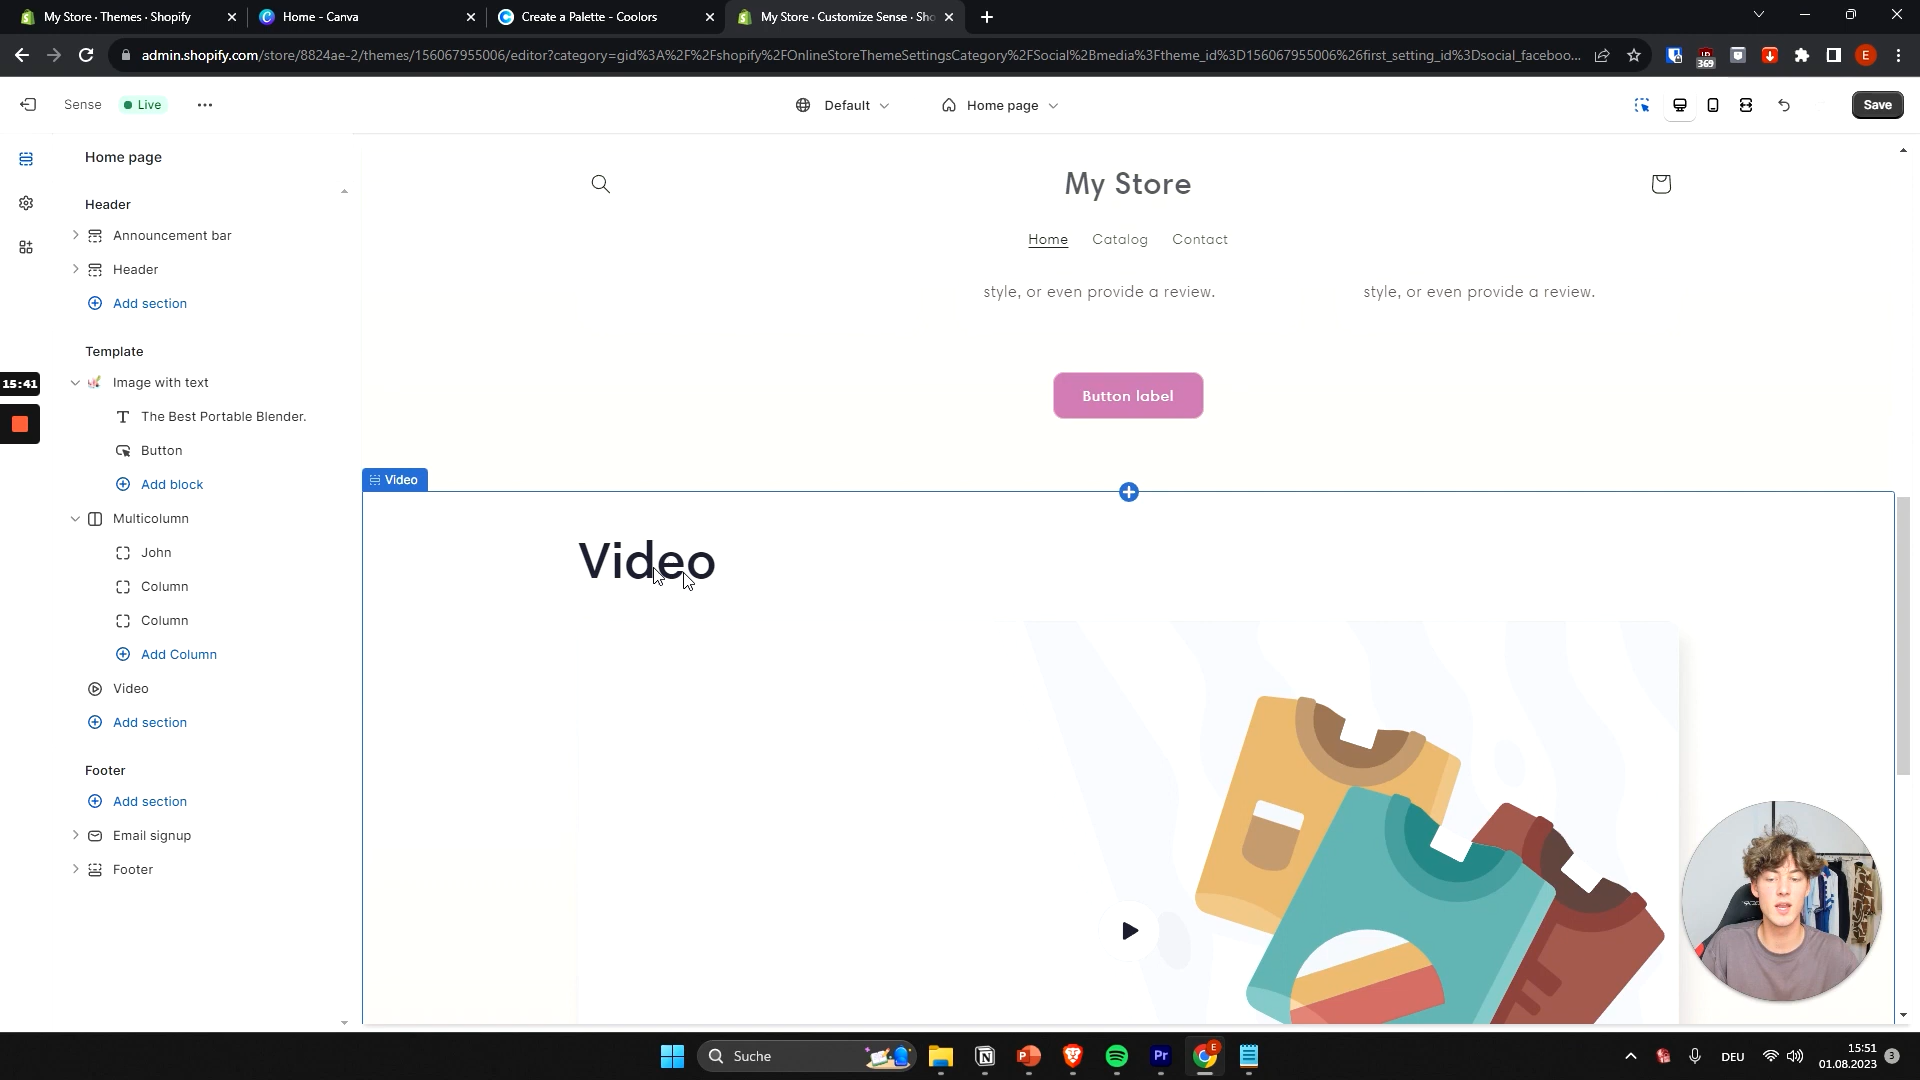 My Store · Themes · Shopify
Home - Canva
Create a Palette - Coolors
My Store · Customize Sense · Sho
admin.shopify.com/store/8824ae-2/themes/156067955006/editor?category=gid%3A%2F%2Fshopify%2FOnlineStoreThemeSettingsCategory%2FSocial%2Bmedia%3Ftheme_id%3D156067955006%26first_setting_id%3Dsocial_faceboo...
369
E
Sense
Live
Default
Home page
Save
Home page
Header
Announcement bar
Header
Add section
Template
15:41
Image with text
The Best Portable Blender.
Button
Add block
Multicolumn
John
Column
Column
Add Column
Video
Add section
Footer
Add section
Email signup
Footer
My Store
Home
Catalog
Contact
style, or even provide a review.
style, or even provide a review.
Button label
Video
Video
Suche
E
DEU
15:51
01.08.2023
3